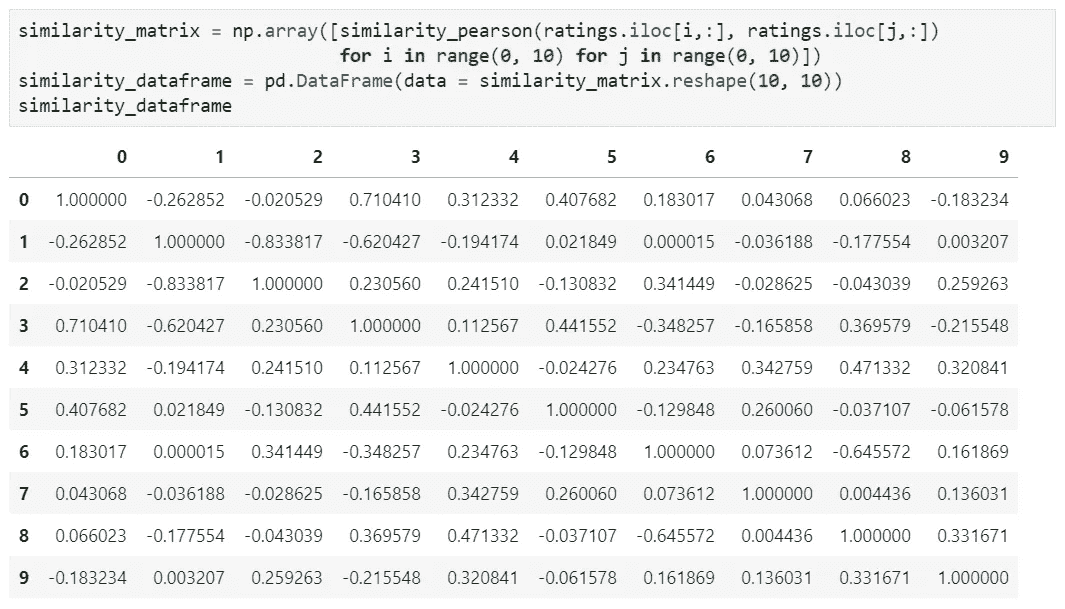 similarity_matrix = np.array([similarity_pearson(ratings.iloc[i,:], ratings.iloc[j,:])
for i in range(0, 10) for j in range(0, 10)])
similarity_dataframe = pd.DataFrame(data = similarity_matrix.reshape(10, 10))
similarity_dataframe
0 1 2 3 4 5 6 7 8 9
0 1.000000 -0.262852 -0.020529 0.710410 0.312332 0.407682 0.183017 0.043068 0.066023 -0.183234
1 -0.262852 1.000000 -0.833817 -0.620427 -0.194174 0.021849 0.000015 -0.036188 -0.177554 0.003207
2 -0.020529 -0.833817 1.000000 0.230560 0.241510 -0.130832 0.341449 -0.028625 -0.043039 0.259263
3 0.710410 -0.620427 0.230560 1.000000 0.112567 0.441552 -0.348257 -0.165858 0.369579 -0.215548
4 0.312332 -0.194174 0.241510 0.112567 1.000000 -0.024276 0.234763 0.342759 0.471332 0.320841
5 0.407682 0.021849 -0.130832 0.441552 -0.024276 1.000000 -0.129848 0.260060 -0.037107 -0.061578
6 0.183017 0.000015 0.341449 -0.348257 0.234763 -0.129848 1.000000 0.073612 -0.645572 0.161869
7 0.043068 -0.036188 -0.028625 -0.165858 0.342759 0.260060 0.073612 1.000000 0.004436 0.136031
8 0.066023 -0.177554 -0.043039 0.369579 0.471332 -0.037107 -0.645572 0.004436 1.000000 0.331671
9 -0.183234 0.003207 0.259263 -0.215548 0.320841 -0.061578 0.161869 0.136031 0.331671 1.000000